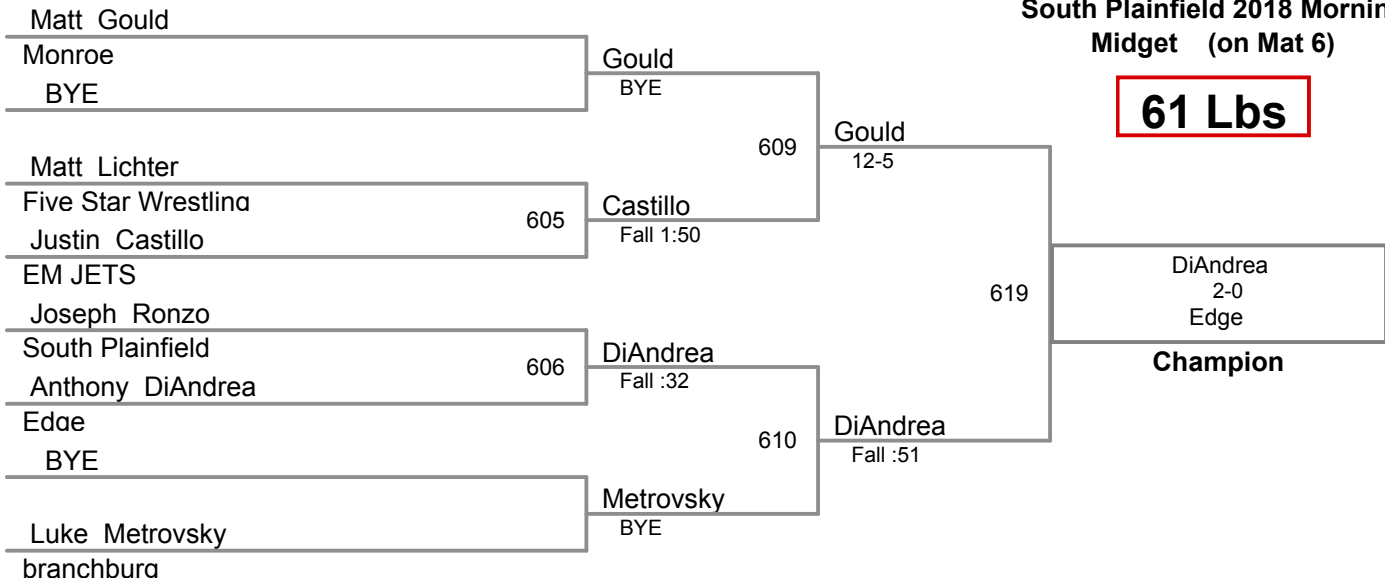 South Plainfield 2018 Mornin
Midget (on Mat 6)
61 Lbs
Matt Gould
Monroe
BYE
Gould
BYE
Matt Lichter
Five Star Wrestling
605
Justin Castillo
EM JETS
Castillo
Fall 1:50
609
Gould
12-5
Joseph Ronzo
South Plainfield
606
Anthony DiAndrea
Edge
DiAndrea
Fall :32
BYE
Luke Metrovsky
branchburg
Metrovsky
BYE
610
DiAndrea
Fall :51
619
DiAndrea
2-0
Edge
Champion